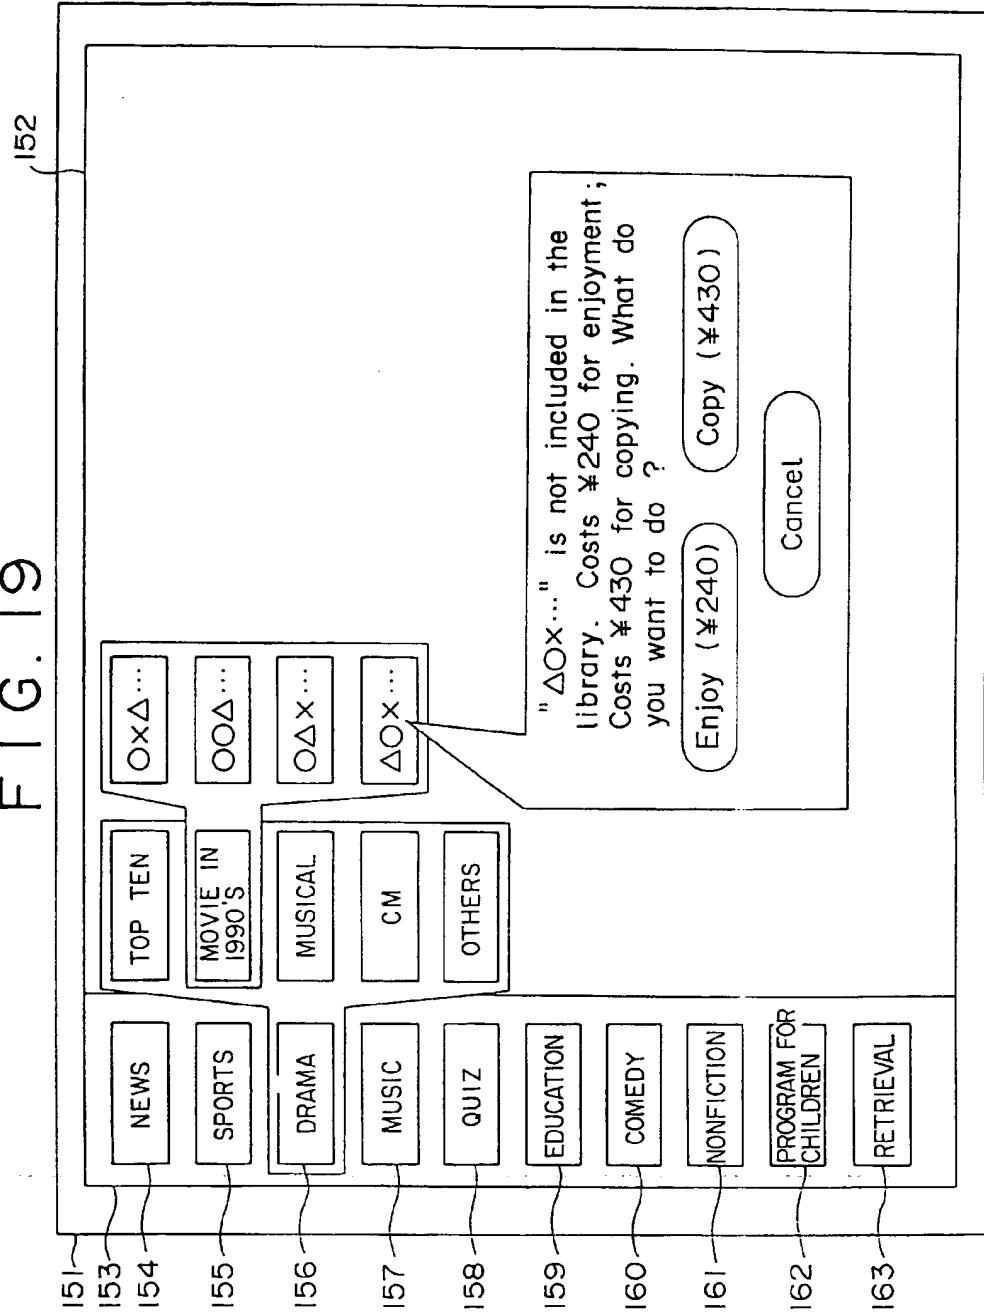 FIG. 19
152
151
153
154
155
156
157
158
159
160
161
162
163
NEWS
SPORTS
DRAMA
MUSIC
QUIZ
EDUCATION
COMEDY
NONFICTION
PROGRAM FOR
CHILDREN
RETRIEVAL
TOP TEN
MOVIE IN
1990'S
MUSICAL
CM
OTHERS
○×△···
○○△···
○△×···
△○×···
"△○×···" is not included in the
library. Costs ¥240 for enjoyment;
Costs ¥430 for copying. What do
you want to do ?
Enjoy (¥240)
Copy (¥430)
Cancel